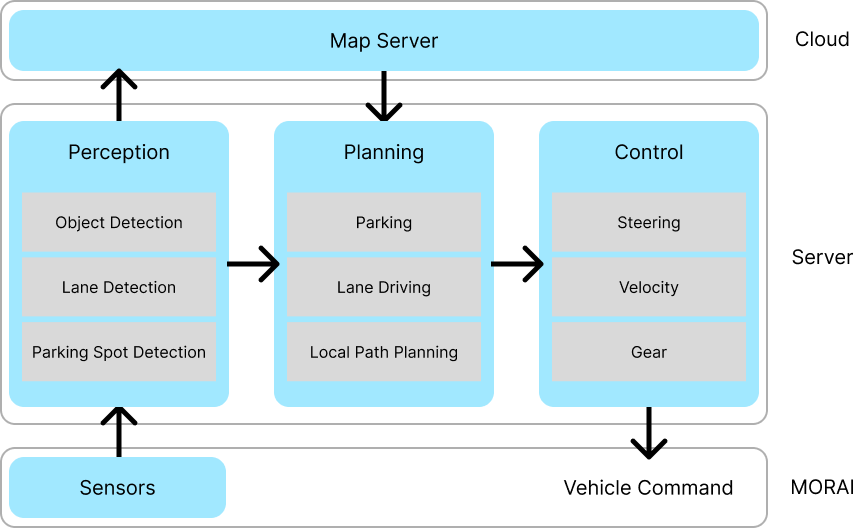 Map Server
Cloud
Perception
Object Detection
Lane Detection
Parking Spot Detection
Planning
Parking
Lane Driving
Local Path Planning
Control
Steering
Velocity
Gear
Server
Sensors
Vehicle Command
MORAI